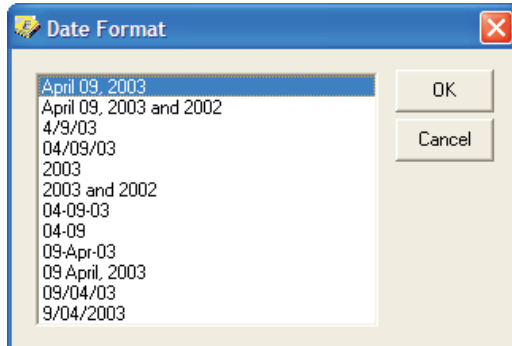 Date Format
April 09, 2003
April 09, 2003 and 2002
4/9/03
04/09/03
2003
2003 and 2002
04-09-03
04-09
09-Apr-03
09 April, 2003
09/04/03
9/04/2003
OK
Cancel